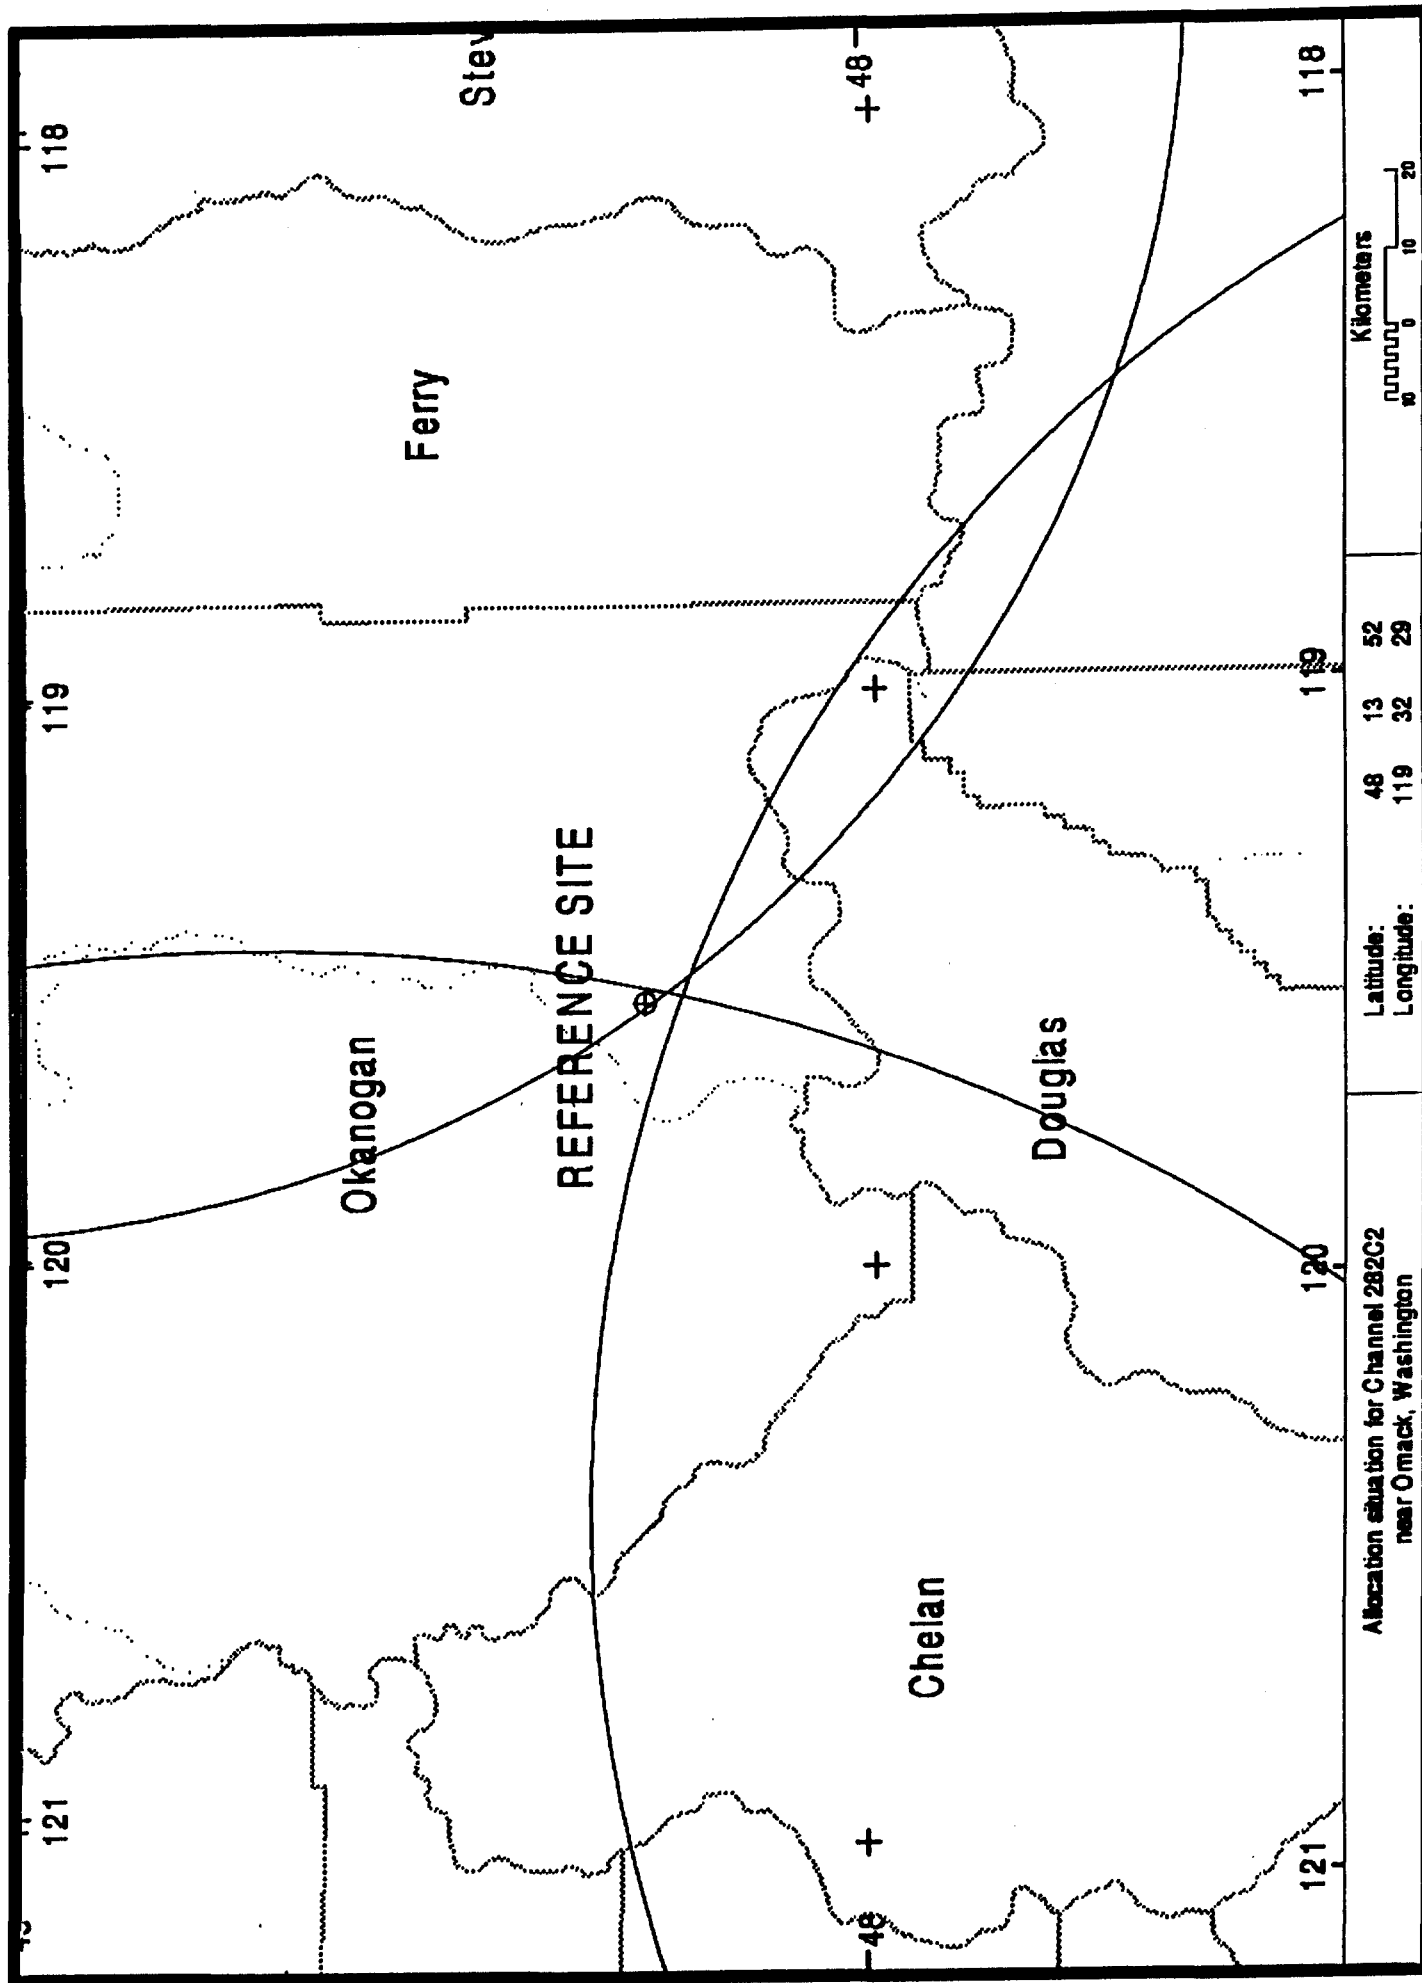 121
120
119
118
Okanogan
Ferry
Stev
REFERENCE SITE
48
48
Chelan
Douglas
121
120
119
118
Allocation situation for Channel 282C2
near Omack, Washington
Latitude: 48 13 52
Longitude: 119 32 29
Kilometers
10 0 10 20